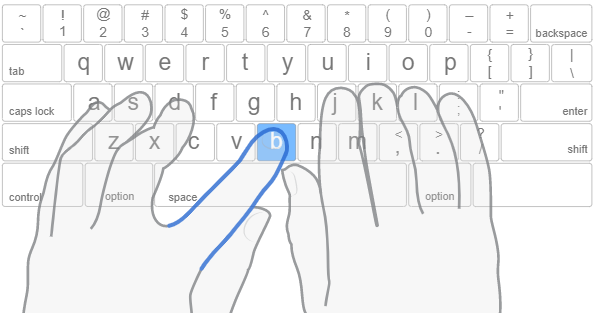 ~ ! @ # $ % ^ & * ( ) – +
` 1 2 3 4 5 6 7 8 9 0 - = backspace
tab q w e r t y u i o p { [ } ] | \
caps lock a s d f g h j k l : ; " ' enter
shift z x c v b n m < , > . ? / shift
control option space option